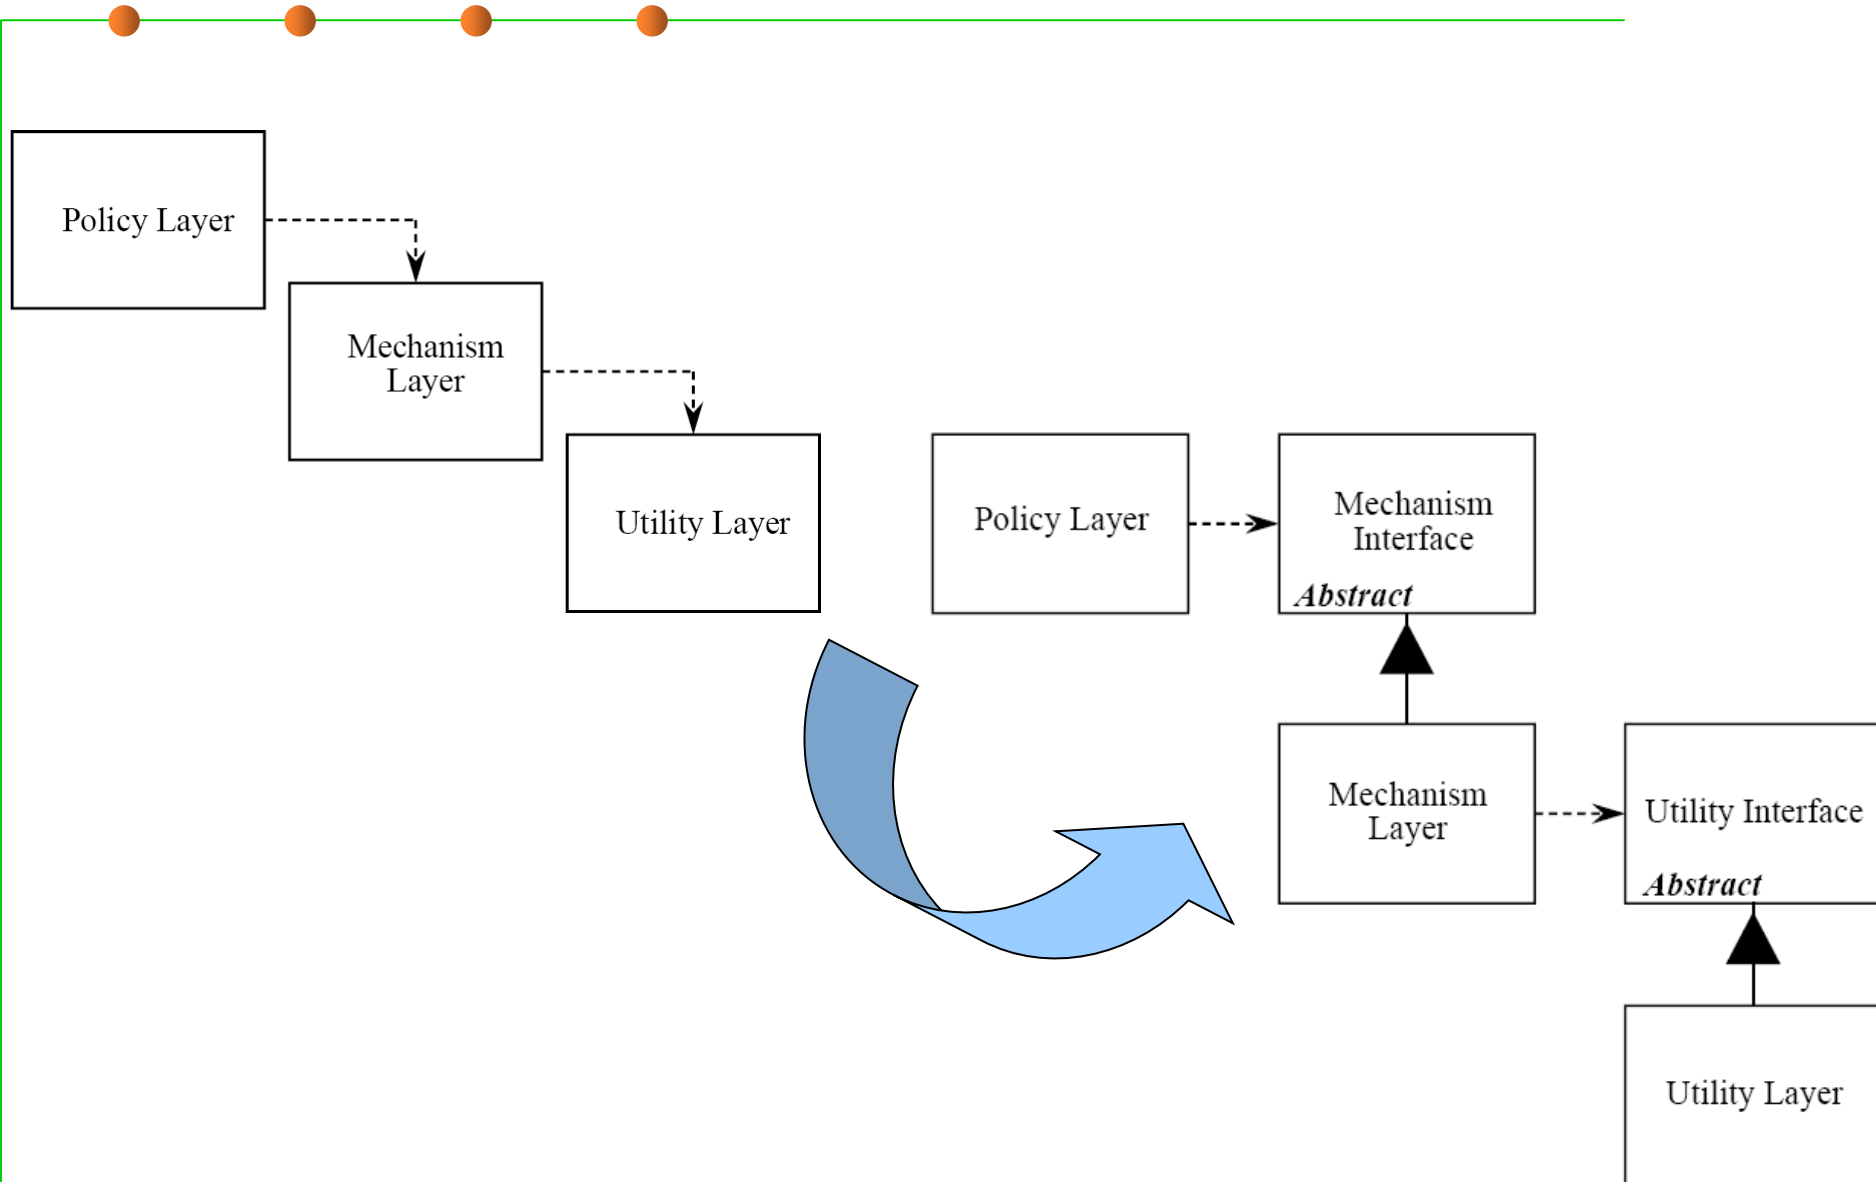 Policy Layer
Mechanism
Layer
Utility Layer
Policy Layer
Mechanism
Interface
Abstract
Mechanism
Layer
Utility Interface
Abstract
Utility Layer